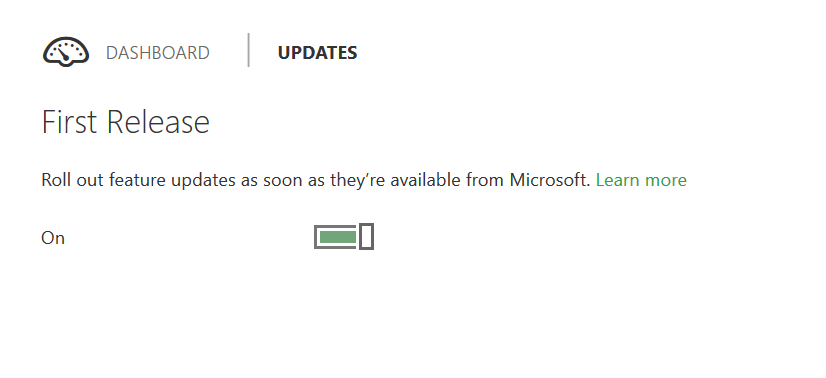 DASHBOARD UPDATES
First Release
Roll out feature updates as soon as they’re available from Microsoft. Learn more
On